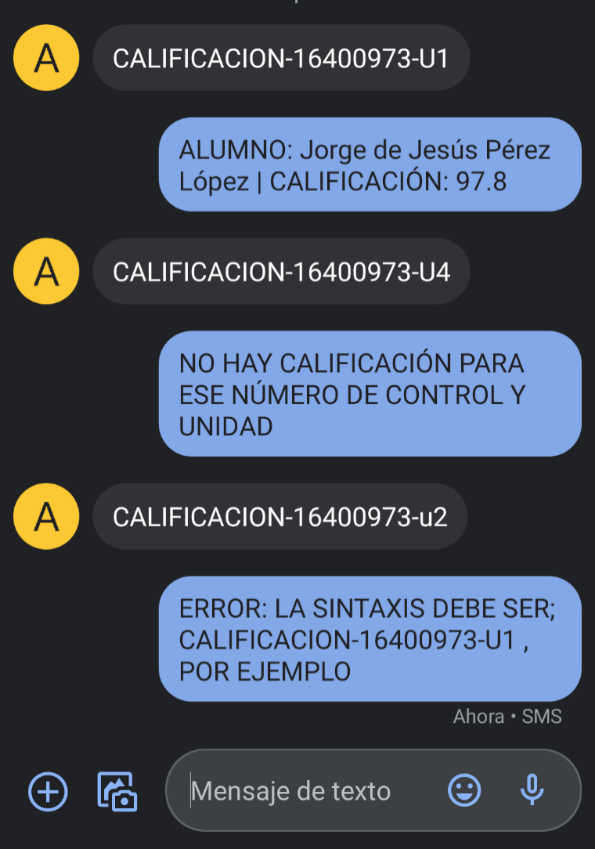 A
CALIFICACION-16400973-U1
ALUMNO: Jorge de Jesús Pérez
López | CALIFICACIÓN: 97.8
A
CALIFICACION-16400973-U4
NO HAY CALIFICACIÓN PARA
ESE NÚMERO DE CONTROL Y
UNIDAD
A
CALIFICACION-16400973-u2
ERROR: LA SINTAXIS DEBE SER;
CALIFICACION-16400973-U1 ,
POR EJEMPLO
Ahora • SMS
Mensaje de texto